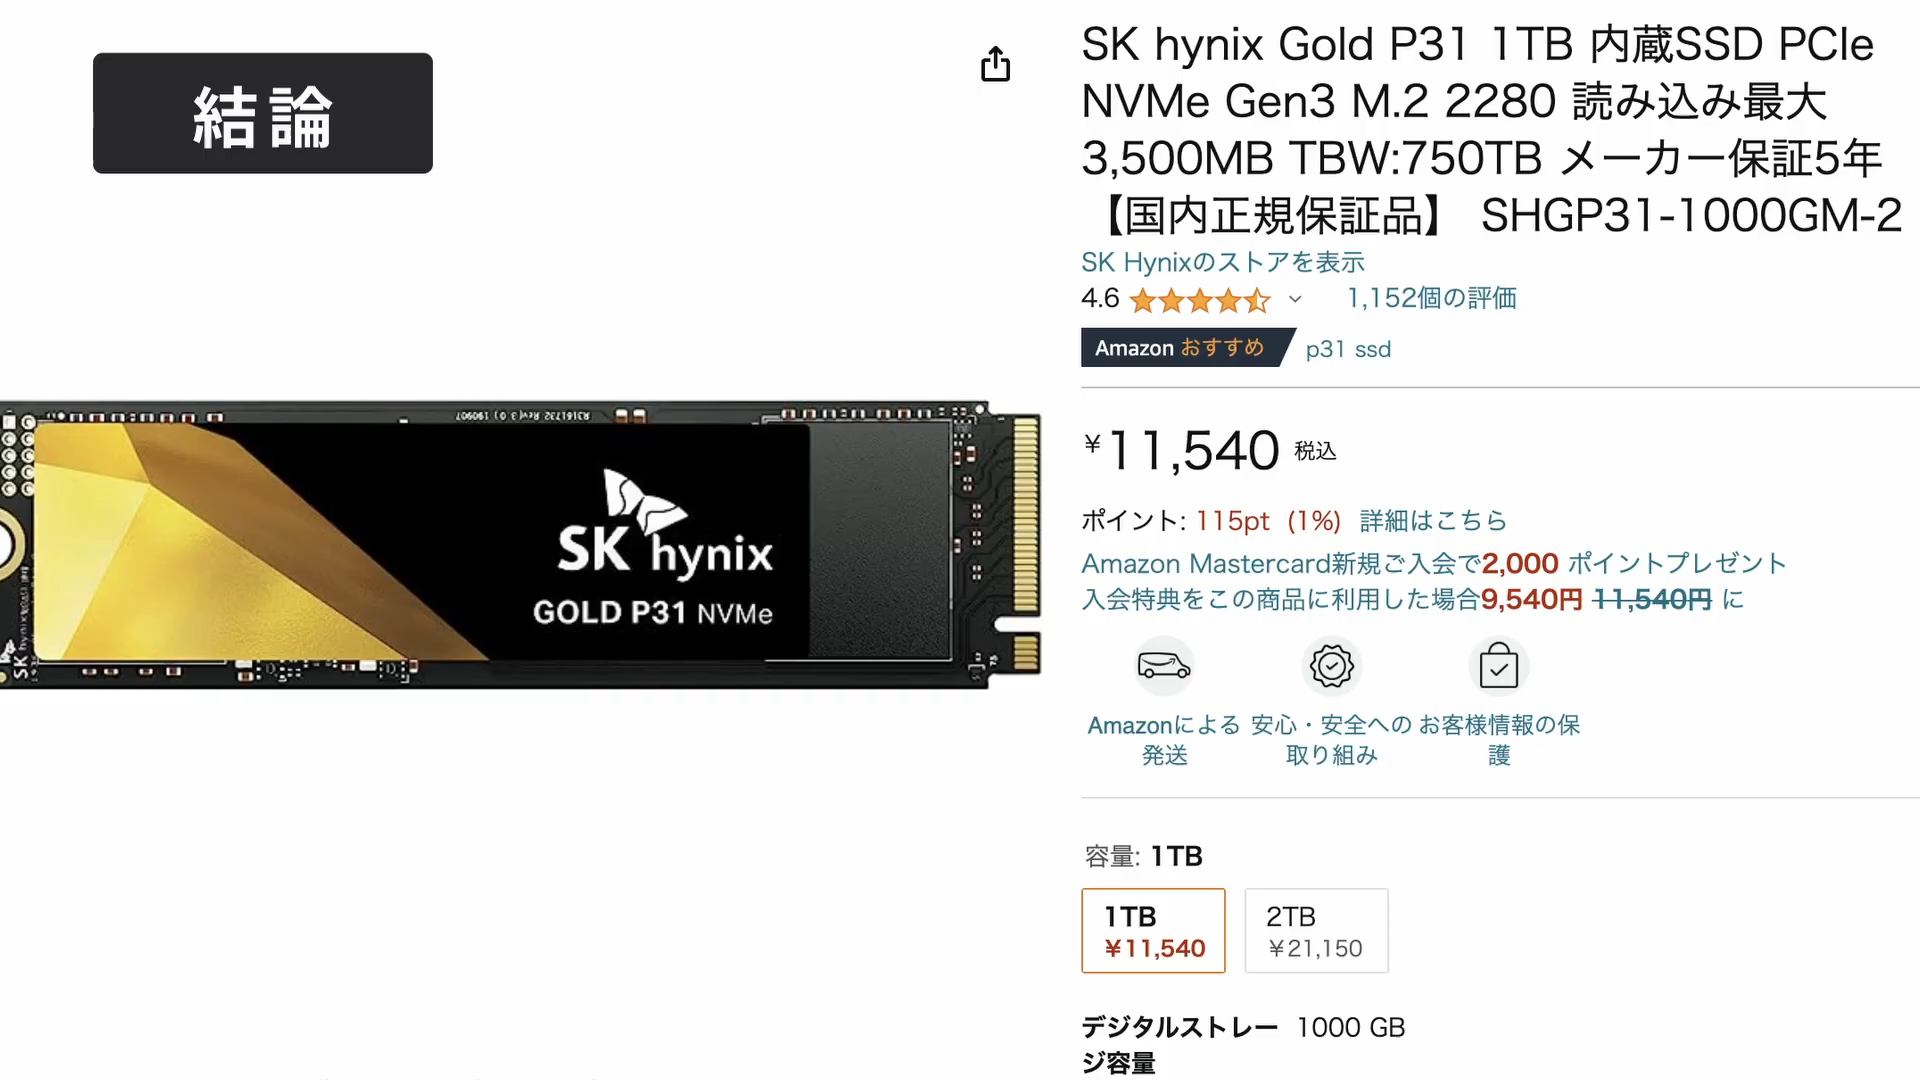 結論
SK hynix Gold P31 1TB 内蔵SSD PCIe
NVMe Gen3 M.2 2280 読み込み最大
3,500MB TBW:750TB メーカー保証5年
【国内正規保証品】 SHGP31-1000GM-2
SK Hynixのストアを表示
4.6
1,152個の評価
Amazon おすすめ p31 ssd
¥11,540 税込
ポイント: 115pt (1%) 詳細はこちら
Amazon Mastercard新規ご入会で2,000 ポイントプレゼント
入会特典をこの商品に利用した場合9,540円 11,540円 に
Amazonによる
発送
安心・安全への
取り組み
お客様情報の保
護
容量: 1TB
1TB
¥11,540
2TB
¥21,150
デジタルストレー
ジ容量
1000 GB
R3161732 Rev(3.0) 190907
SK hynix
GOLD P31 NVMe